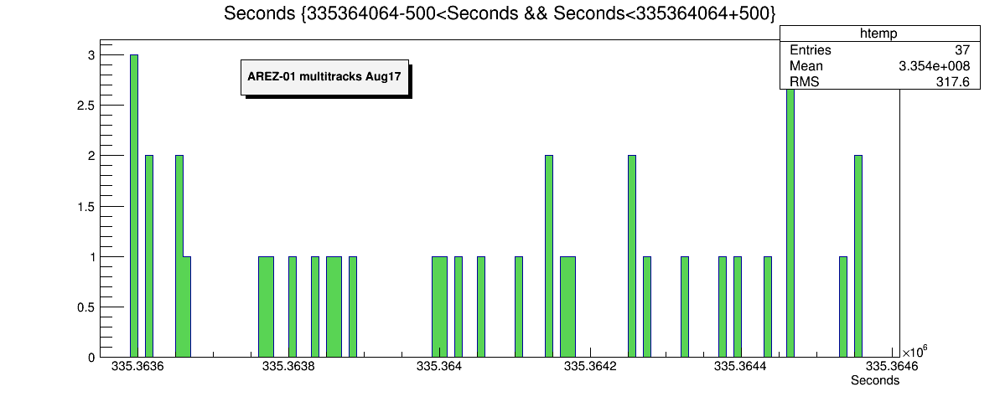 Seconds {335364064-500<Seconds && Seconds<335364064+500}
htemp
Entries 37
Mean 3.354e+008
RMS 317.6
AREZ-01 multitracks Aug17
3
2.5
2
1.5
1
0.5
0
335.3636 335.3638 335.364 335.3642 335.3644 335.3646
×10⁶
Seconds